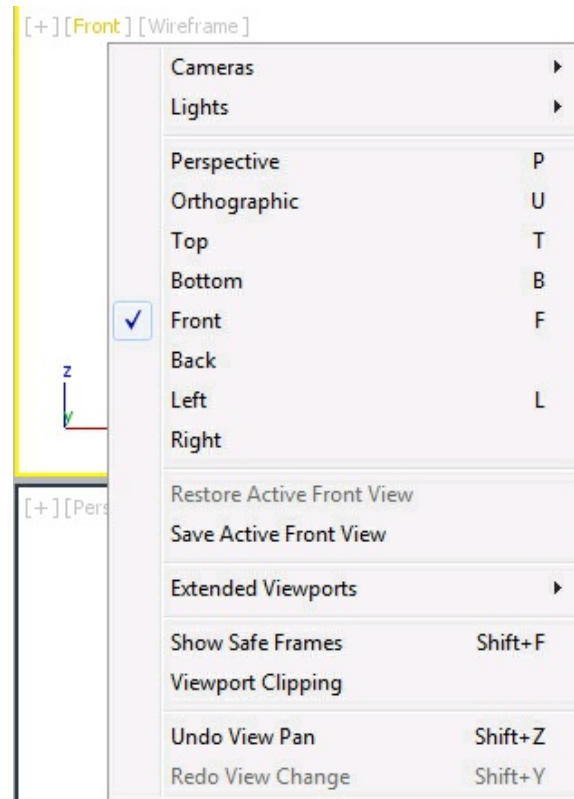 [+][Front][Wireframe]
Cameras
Lights
Perspective P
Orthographic U
Top T
Bottom B
Front F
Back
Left L
Right
z
y
Restore Active Front View
Save Active Front View
[+][Pers
Extended Viewports
Show Safe Frames Shift+F
Viewport Clipping
Undo View Pan Shift+Z
Redo View Change Shift+Y